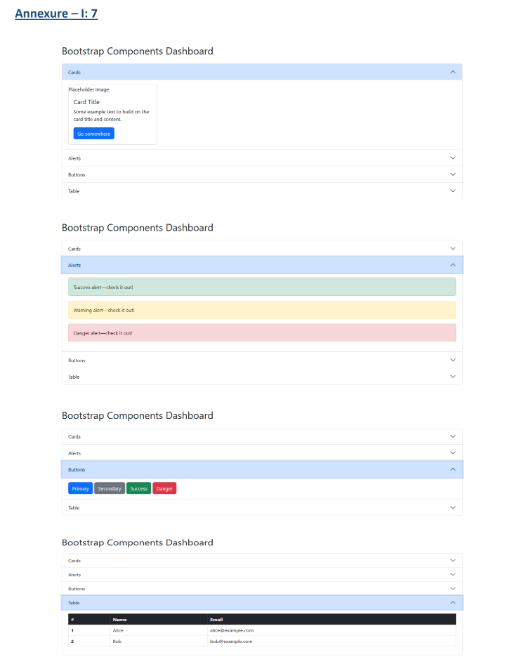 Annexure – I: 7
Bootstrap Components Dashboard
Cards
Placeholder image
Card Title
Some example text to build on the
card title and content.
Go somewhere
Alerts
Buttons
Table
Bootstrap Components Dashboard
Cards
Alerts
Success alert—check it out!
Warning alert—check it out!
Danger alert—check it out!
Buttons
Table
Bootstrap Components Dashboard
Cards
Alerts
Buttons
Primary Secondary Success Danger
Table
Bootstrap Components Dashboard
Cards
Alerts
Buttons
Table
# Name Email
1 Alice alice@example.com
2 Bob bob@example.com